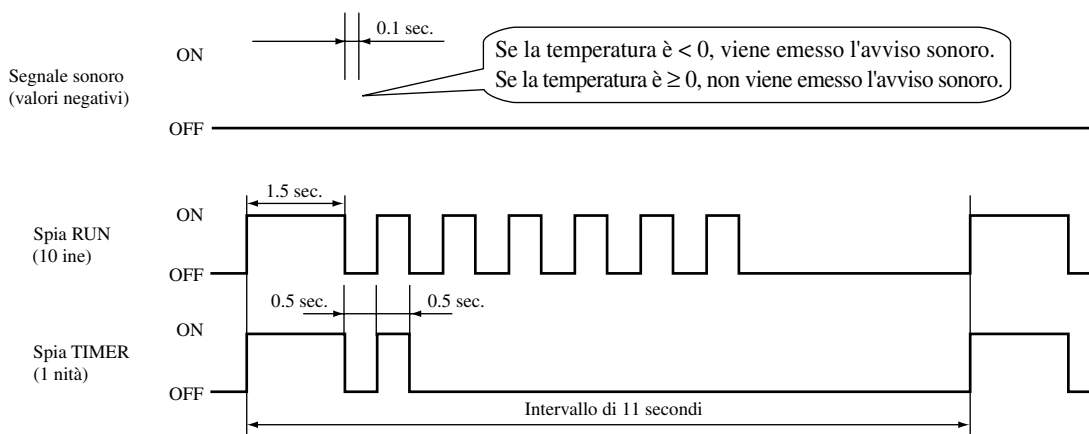 0.1 sec.
ON
Segnale sonoro
(valori negativi)
OFF
Se la temperatura è < 0, viene emesso l'avviso sonoro.
Se la temperatura è ≥ 0, non viene emesso l'avviso sonoro.
1.5 sec.
ON
Spia RUN
(10 ine)
OFF
0.5 sec.
0.5 sec.
ON
Spia TIMER
(1 nità)
OFF
Intervallo di 11 secondi